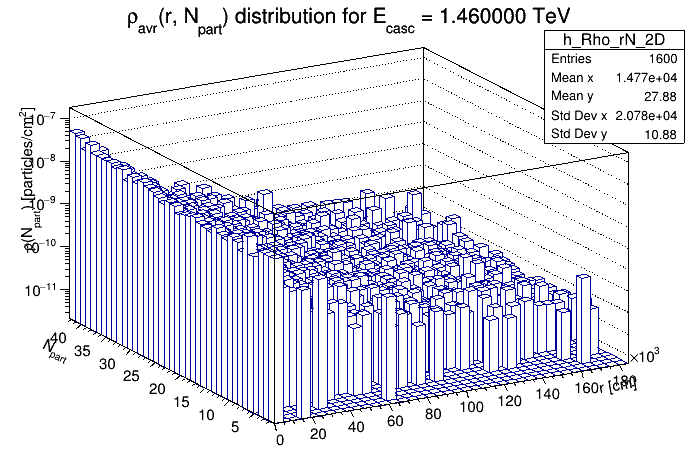 ρavr(r, Npart) distribution for Ecasc = 1.460000 TeV
h_Rho_rN_2D
Entries 1600
Mean x 1.477e+04
Mean y 27.88
Std Dev x 2.078e+04
Std Dev y 10.88
ρ(Npart) [particles/cm2]
10−7
10−8
10−9
10−10
10−11
Npart
40 35 30 25 20 15 10 5
0 20 40 60 80 100 120 140 160 180
×103
r [cm]